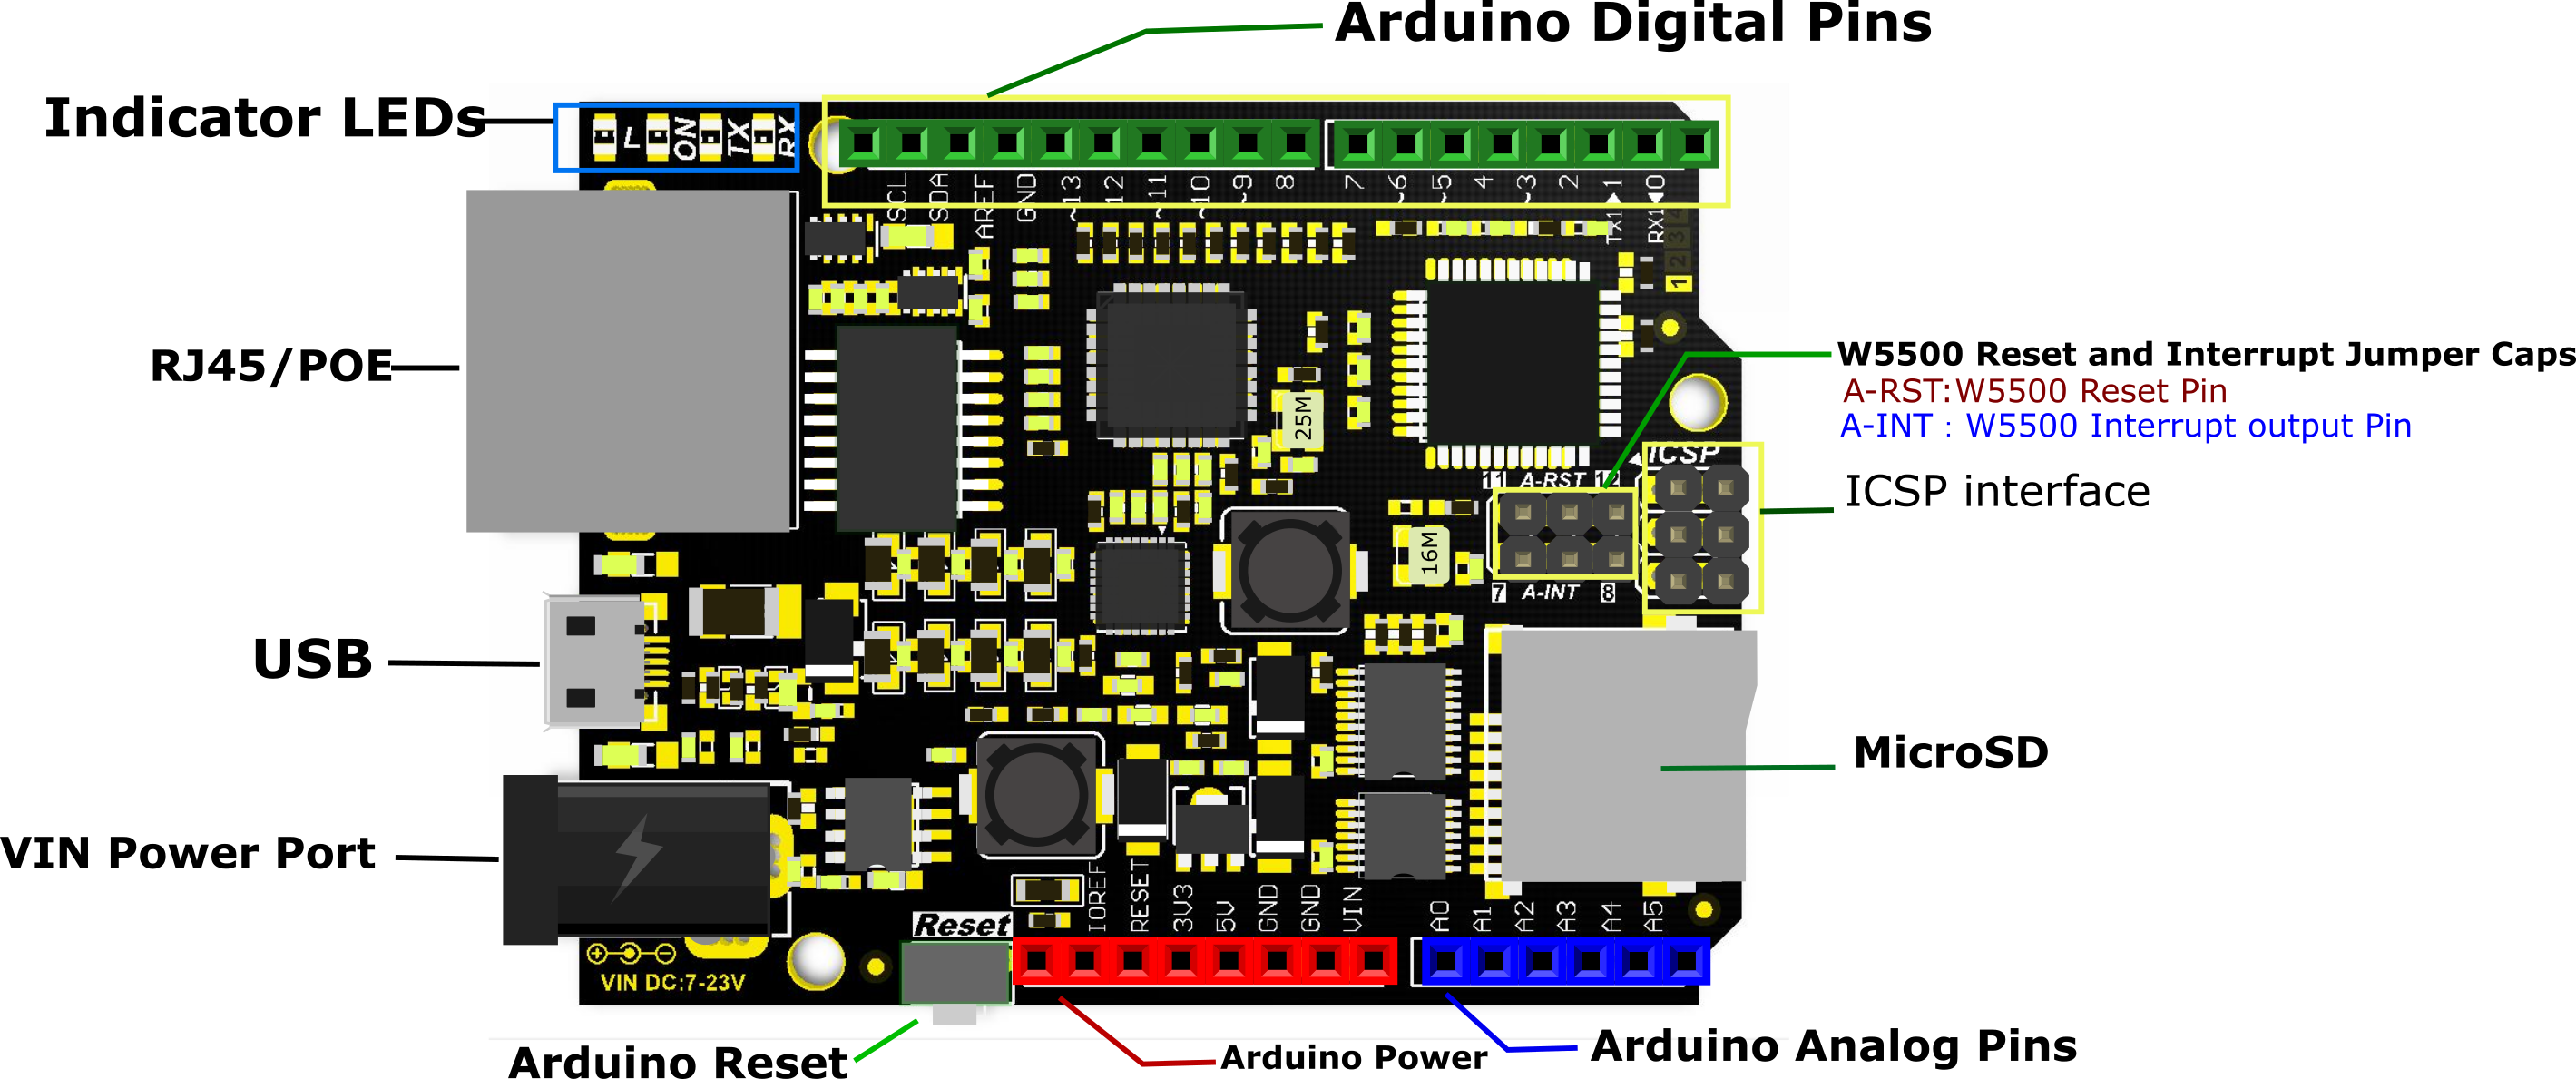 Arduino Digital Pins
Indicator LEDs
L
ON
TX
RX
SCL
SDA
AREF
GND
~13
12
~11
~10
~9
8
7
~6
~5
4
~3
2
TX1▶1
RX1◀0
4
3
2
1
RJ45/POE
25M
W5500 Reset and Interrupt Jumper Caps
A-RST:W5500 Reset Pin
A-INT : W5500 Interrupt output Pin
ICSP
11 A-RST 12
ICSP interface
16M
7 A-INT 8
USB
MicroSD
VIN Power Port
IOREF
RESET
3V3
5V
GND
GND
VIN
A0
A1
A2
A3
A4
A5
Reset
VIN DC:7-23V
Arduino Reset
Arduino Power
Arduino Analog Pins